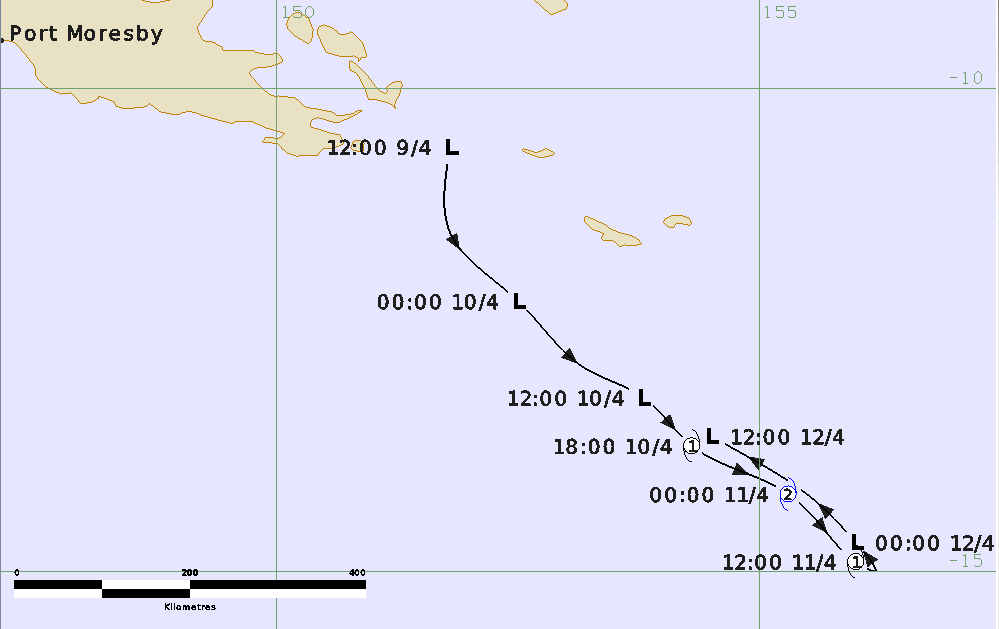 150
155
Port Moresby
-10
12:00 9/4 L
00:00 10/4 L
12:00 10/4 L
18:00 10/4 1
L 12:00 12/4
00:00 11/4 2
L 00:00 12/4
12:00 11/4 1
-15
0 200 400
Kilometres